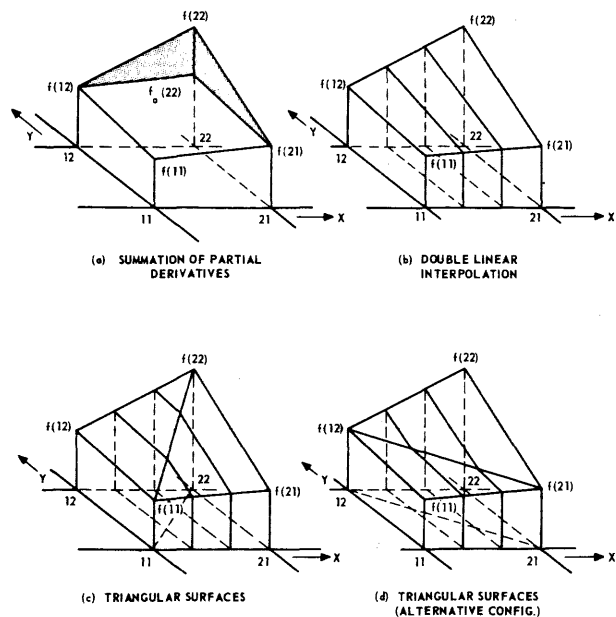 f(22)
f(12)
f₀(22)
Y
12
22
f(21)
f(11)
11
21
X
(a) SUMMATION OF PARTIAL
DERIVATIVES
f(22)
f(12)
Y
12
22
f(21)
f(11)
11
21
X
(b) DOUBLE LINEAR
INTERPOLATION
f(22)
f(12)
Y
12
22
f(21)
f(11)
11
21
X
(c) TRIANGULAR SURFACES
f(22)
f(12)
Y
12
22
f(21)
f(11)
11
21
X
(d) TRIANGULAR SURFACES
(ALTERNATIVE CONFIG.)